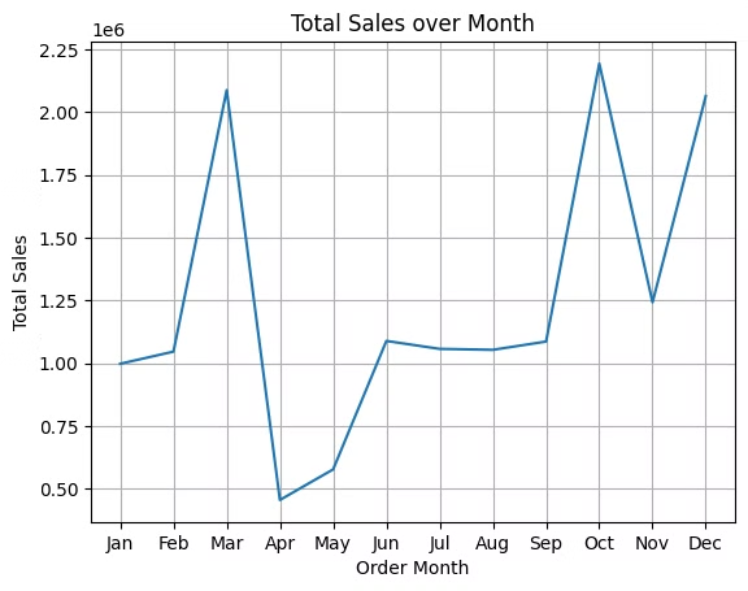 Total Sales over Month
1e6
2.25
2.00
1.75
1.50
1.25
1.00
0.75
0.50
Total Sales
Jan Feb Mar Apr May Jun Jul Aug Sep Oct Nov Dec
Order Month